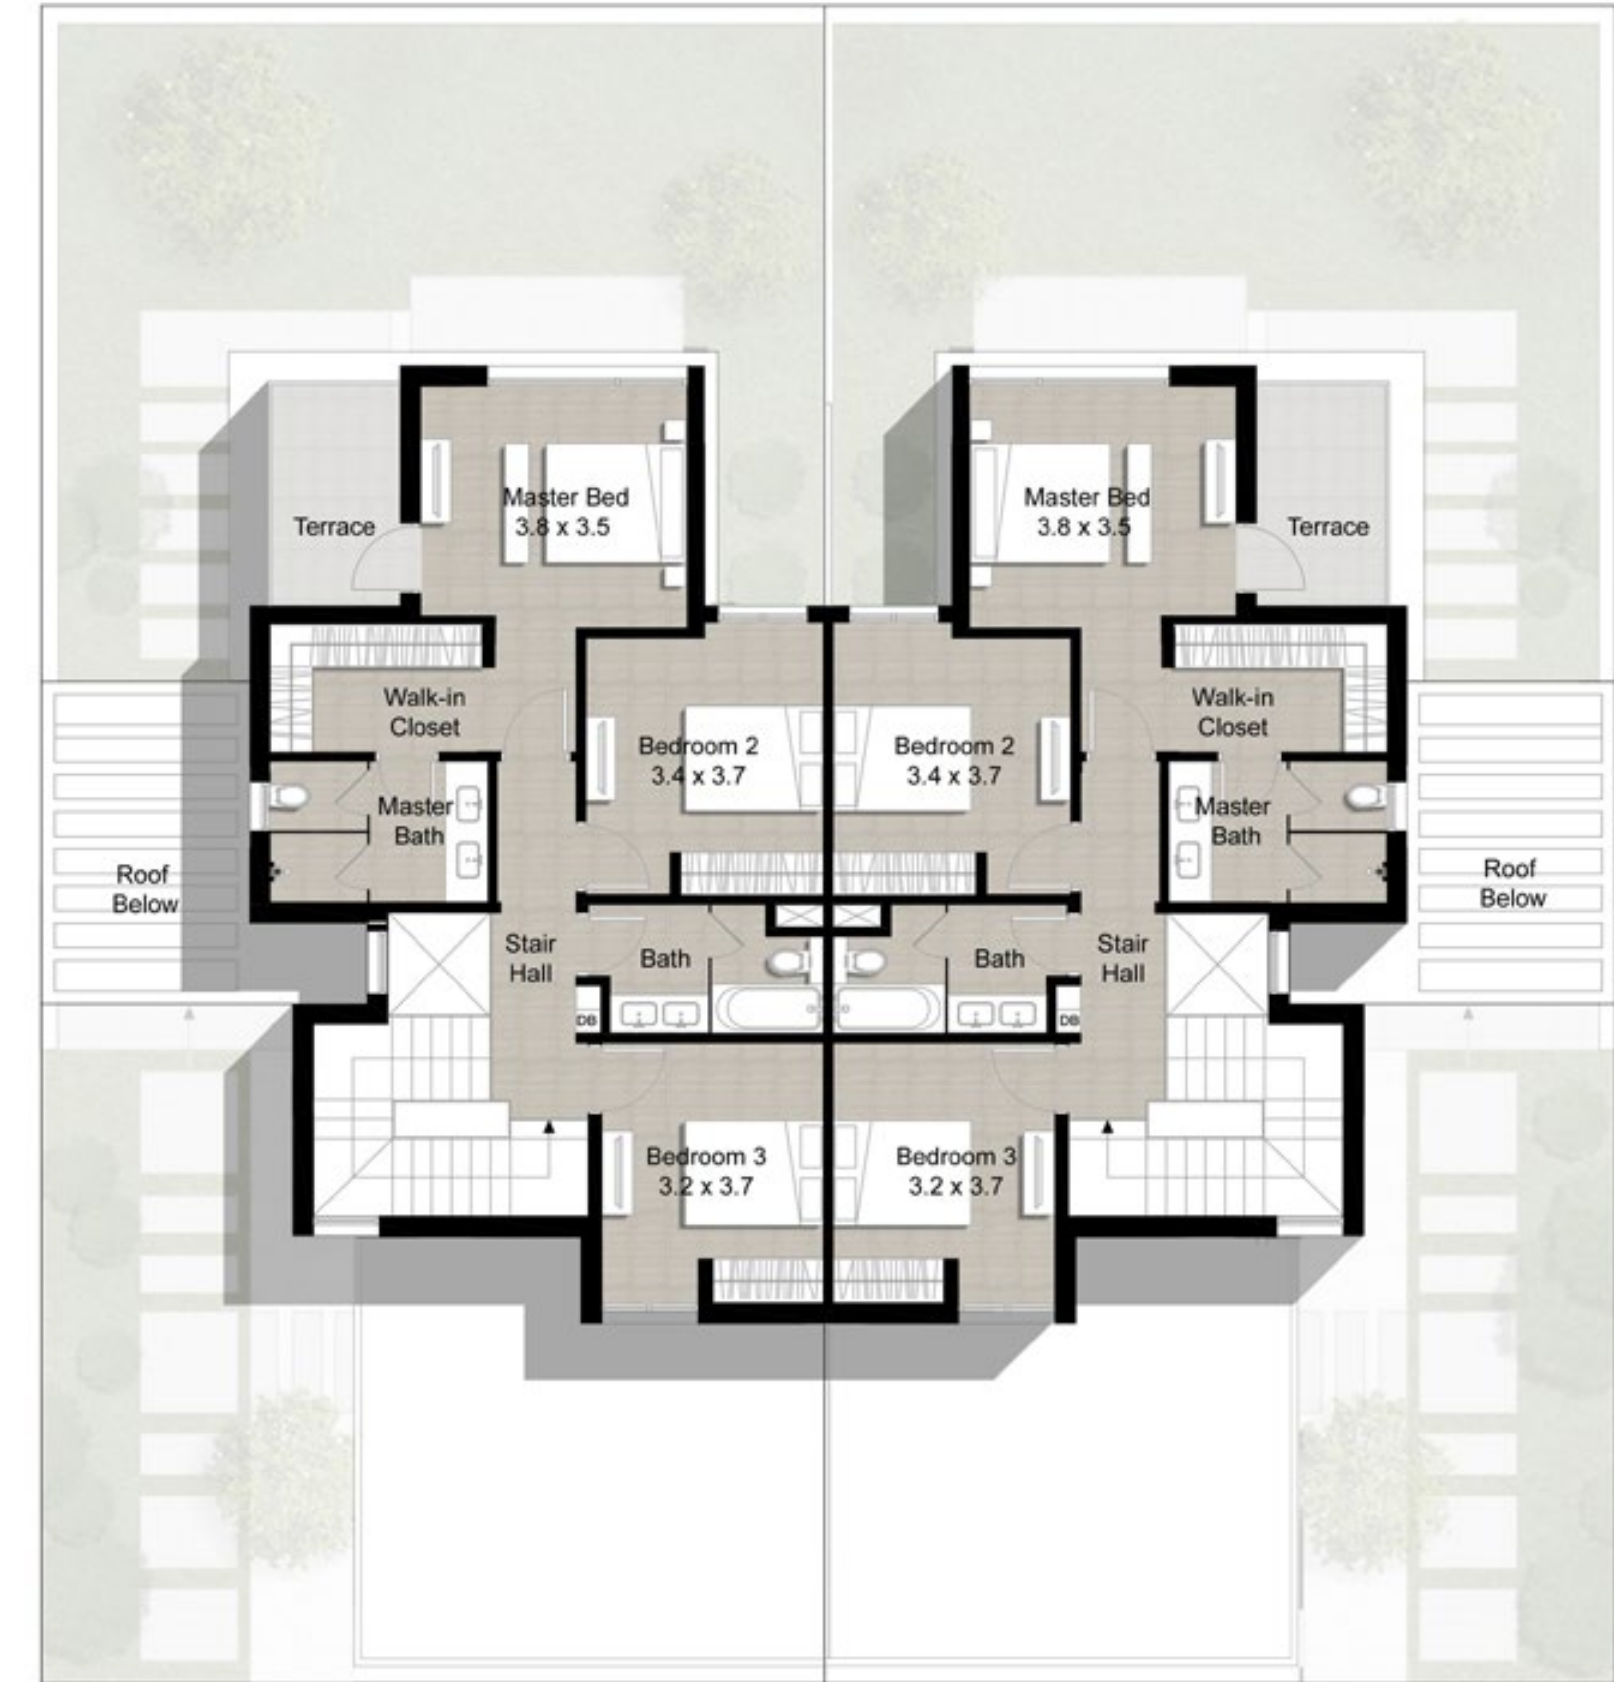 Master Bed
3.8 x 3.5
Master Bed
3.8 x 3.5
Terrace
Terrace
Walk-in
Closet
Walk-in
Closet
Bedroom 2
3.4 x 3.7
Bedroom 2
3.4 x 3.7
Master
Bath
Master
Bath
Roof
Below
Roof
Below
Stair
Hall
Bath
Bath
Stair
Hall
DB
DB
Bedroom 3
3.2 x 3.7
Bedroom 3
3.2 x 3.7